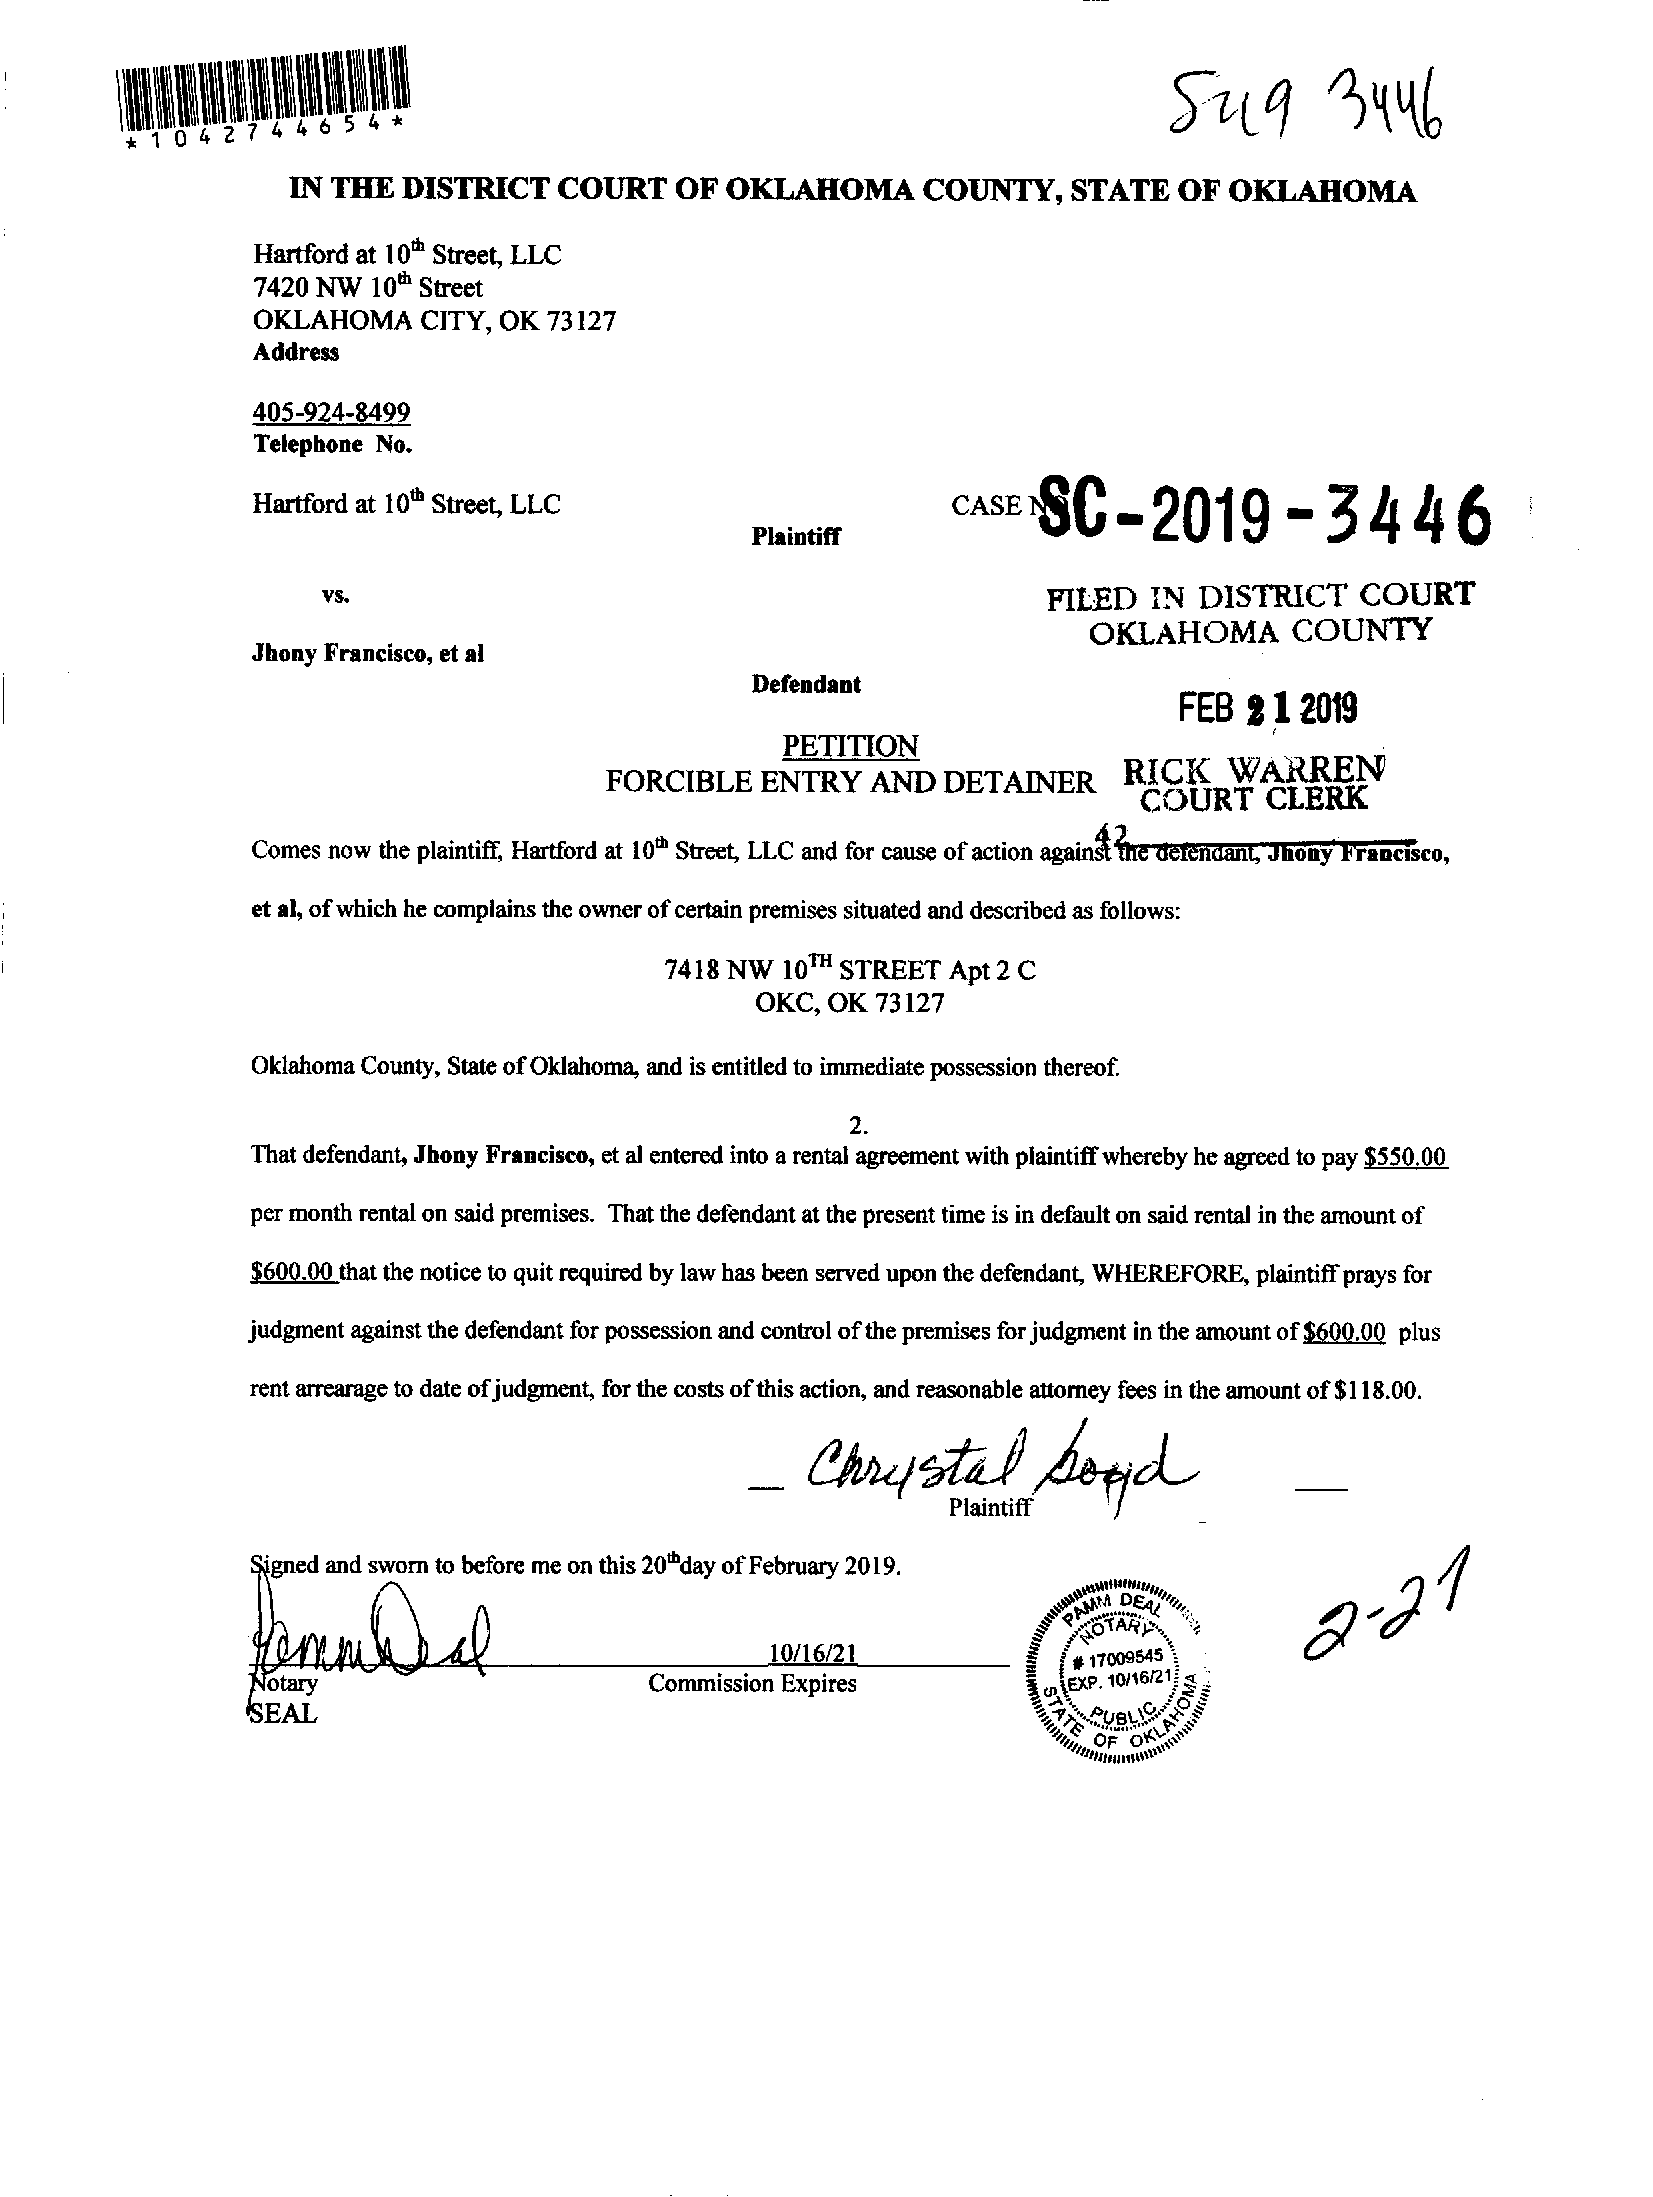 *1042744654*
3446
IN THE DISTRICT COURT OF OKLAHOMA COUNTY, STATE OF OKLAHOMA
Hartford at 10th Street, LLC
7420 NW 10th Street
OKLAHOMA CITY, OK 73127
Address
405-924-8499
Telephone No.
Hartford at 10th Street, LLC
Plaintiff
CASE SC-2019-3446
vs.
FILED IN DISTRICT COURT
OKLAHOMA COUNTY
Jhony Francisco, et al
Defendant
FEB 21 2019
PETITION
FORCIBLE ENTRY AND DETAINER
RICK WARREN
COURT CLERK
42
Comes now the plaintiff, Hartford at 10th Street, LLC and for cause of action against the defendant, Jhony Francisco,
et al, of which he complains the owner of certain premises situated and described as follows:
7418 NW 10TH STREET Apt 2 C
OKC, OK 73127
Oklahoma County, State of Oklahoma, and is entitled to immediate possession thereof.
2.
That defendant, Jhony Francisco, et al entered into a rental agreement with plaintiff whereby he agreed to pay $550.00
per month rental on said premises. That the defendant at the present time is in default on said rental in the amount of
$600.00 that the notice to quit required by law has been served upon the defendant, WHEREFORE, plaintiff prays for
judgment against the defendant for possession and control of the premises for judgment in the amount of $600.00 plus
rent arrearage to date of judgment, for the costs of this action, and reasonable attorney fees in the amount of $118.00.
Chrystal
Plaintiff
Signed and sworn to before me on this 20thday of February 2019.
Pamm Deal
10/16/21
Notary
Commission Expires
SEAL
PAMM DEAL
NOTARY
# 17009545
EXP. 10/16/21
PUBLIC
STATE OF OKLAHOMA
2-21